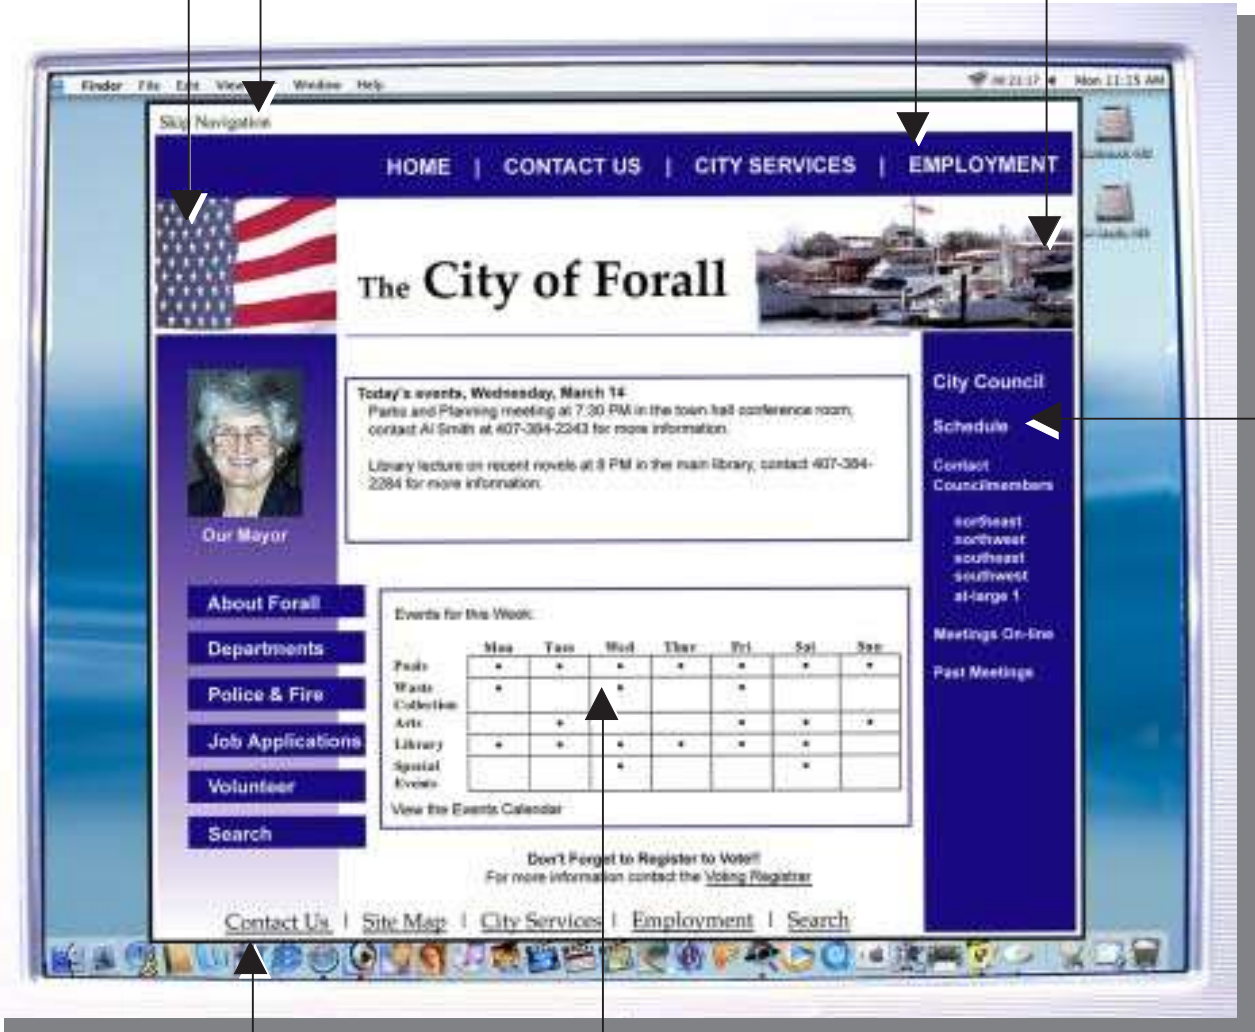 Finder File Edit View Window Help
Mon 11:15 AM
Skip Navigation
HOME | CONTACT US | CITY SERVICES | EMPLOYMENT
The City of Forall
Our Mayor
About Forall
Departments
Police & Fire
Job Applications
Volunteer
Search
Today's events, Wednesday, March 14
Parks and Planning meeting at 7:30 PM in the town hall conference room,
contact Al Smith at 407-384-2243 for more information.
Library lecture on recent novels at 8 PM in the main library, contact 407-384-
2284 for more information.
Events for this Week:
Mon Tues Wed Thur Fri Sat Sun
Pools
Waste
Collection
Arts
Library
Special
Events
View the Events Calendar
Don't Forget to Register to Vote!!
For more information contact the Voting Registrar
Contact Us | Site Map | City Services | Employment | Search
City Council
Schedule
Contact
Councilmembers
northeast
northwest
southeast
southwest
at-large 1
Meetings On-line
Past Meetings